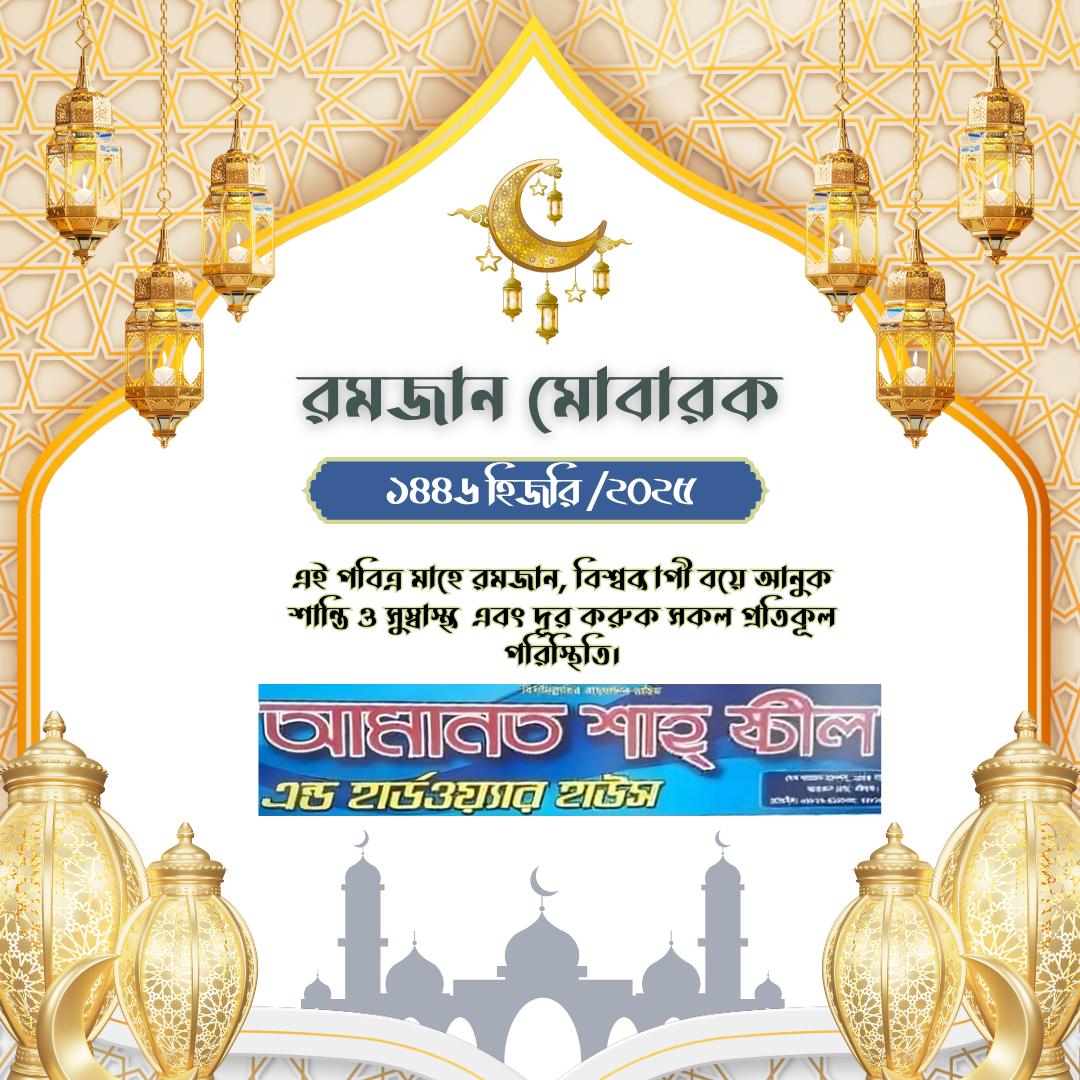 রমজান মোবারক
১৪৪৬ হিজরি /২০২৫
এই পবিত্র মাহে রমজান, বিশ্বব্যাপী বয়ে আনুক
শান্তি ও সুস্বাস্থ্য এবং দূর করুক সকল প্রতিকূল
পরিস্থিতি।
আমানত শাহ্ ষ্টীল
এন্ড হার্ডওয়্যার হাউস